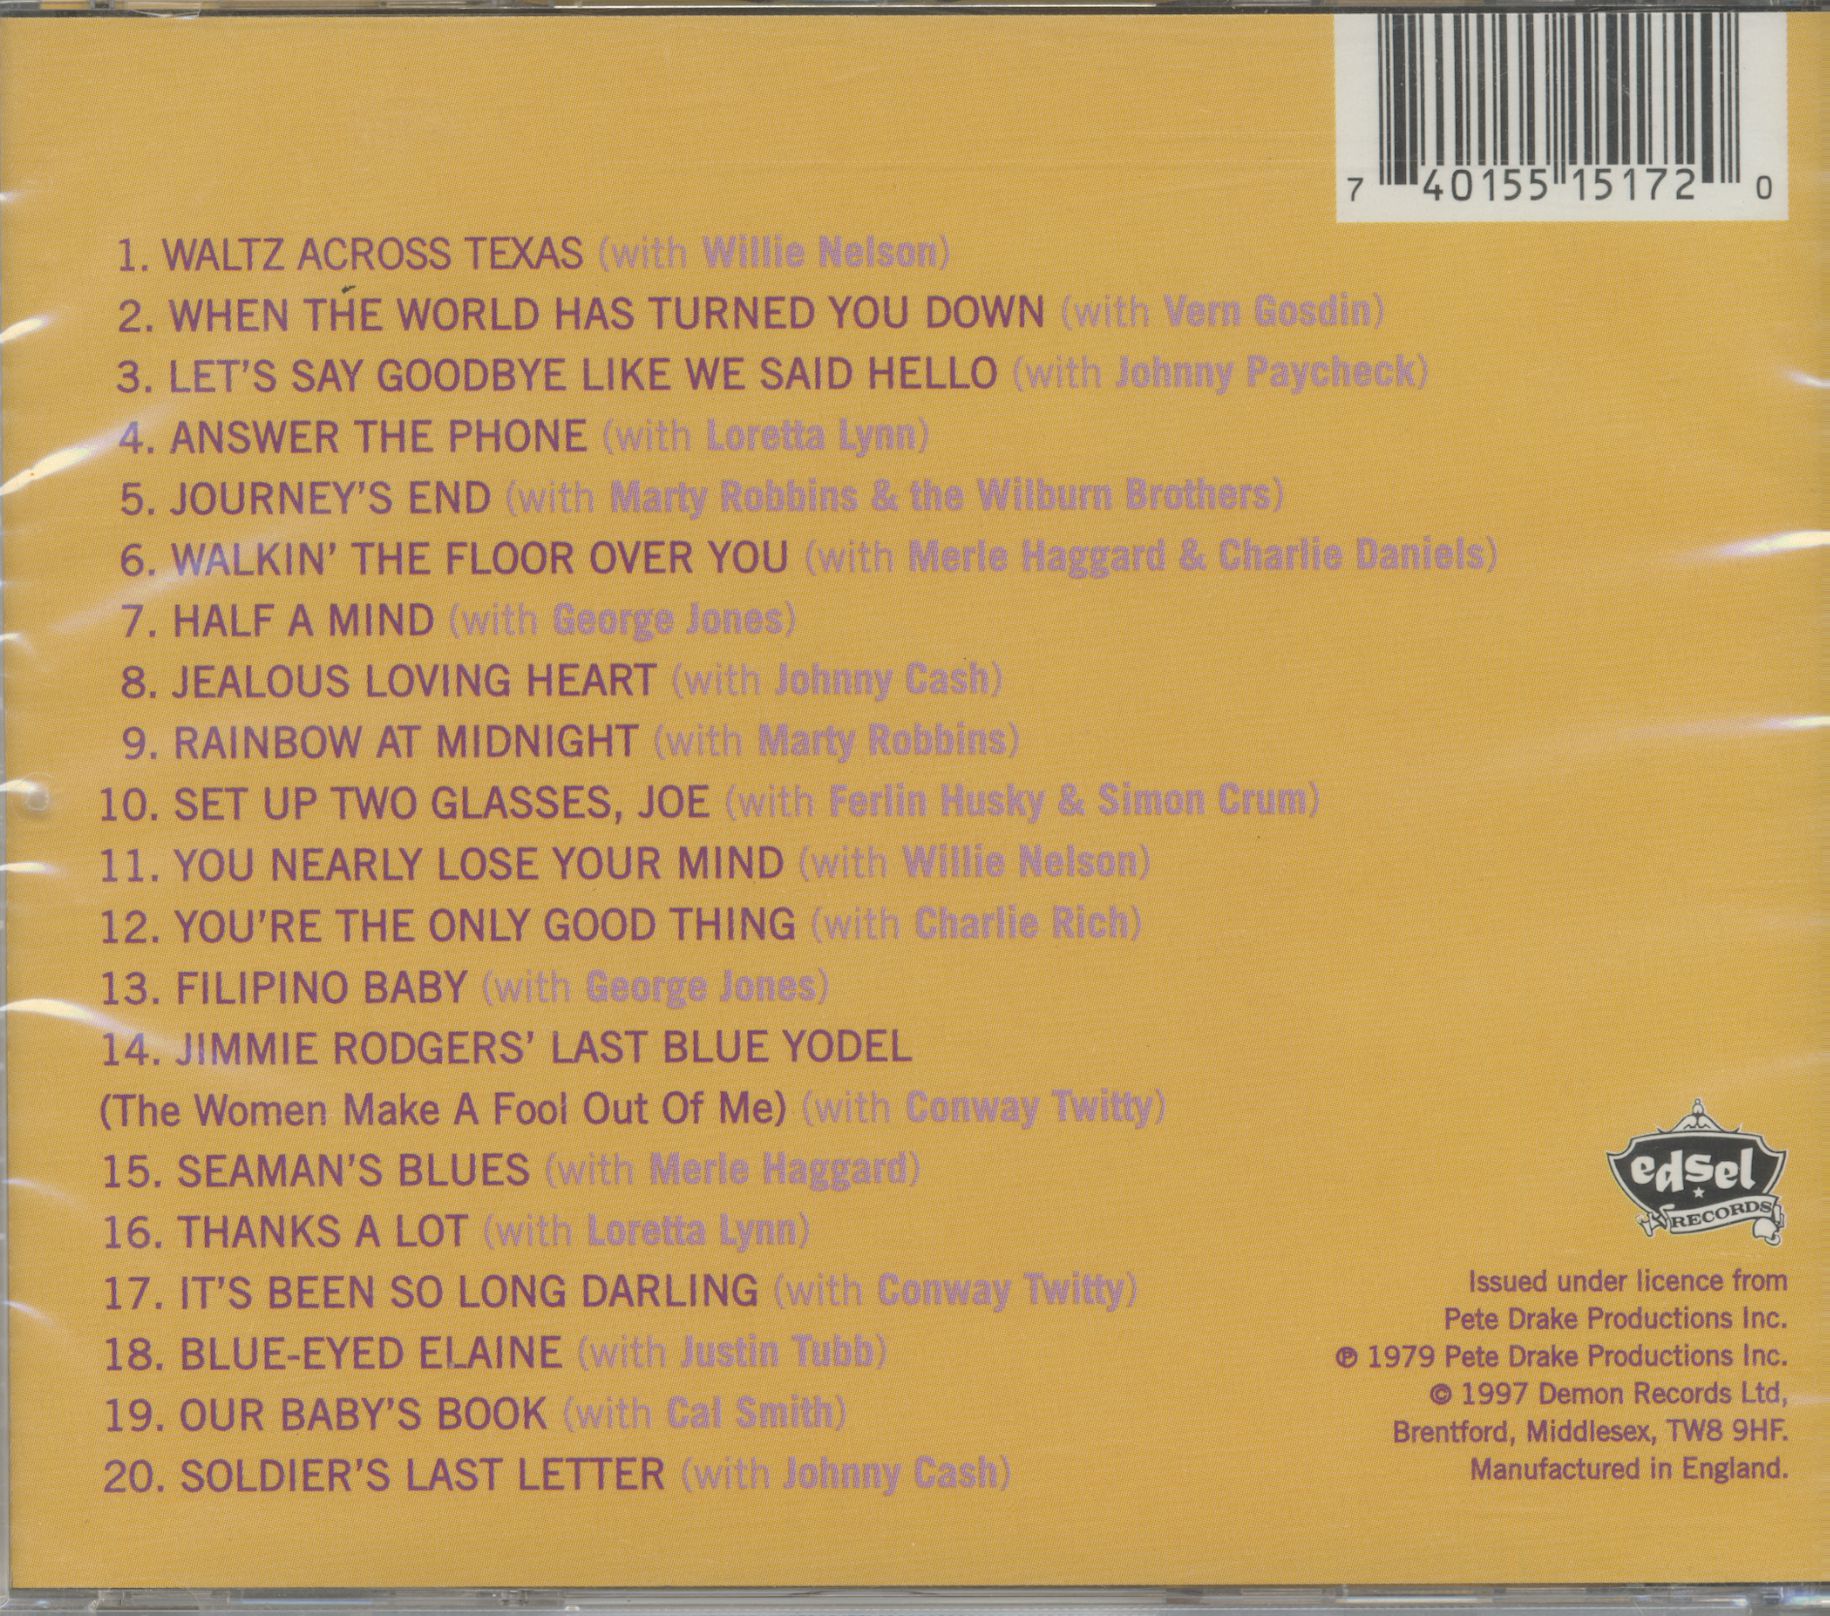 7 40155 15172 0
1. WALTZ ACROSS TEXAS (with Willie Nelson)
2. WHEN THE WORLD HAS TURNED YOU DOWN (with Vern Gosdin)
3. LET'S SAY GOODBYE LIKE WE SAID HELLO (with Johnny Paycheck)
4. ANSWER THE PHONE (with Loretta Lynn)
5. JOURNEY'S END (with Marty Robbins & the Wilburn Brothers)
6. WALKIN' THE FLOOR OVER YOU (with Merle Haggard & Charlie Daniels)
7. HALF A MIND (with George Jones)
8. JEALOUS LOVING HEART (with Johnny Cash)
9. RAINBOW AT MIDNIGHT (with Marty Robbins)
10. SET UP TWO GLASSES, JOE (with Ferlin Husky & Simon Crum)
11. YOU NEARLY LOSE YOUR MIND (with Willie Nelson)
12. YOU'RE THE ONLY GOOD THING (with Charlie Rich)
13. FILIPINO BABY (with George Jones)
14. JIMMIE RODGERS' LAST BLUE YODEL
(The Women Make A Fool Out Of Me) (with Conway Twitty)
15. SEAMAN'S BLUES (with Merle Haggard)
16. THANKS A LOT (with Loretta Lynn)
17. IT'S BEEN SO LONG DARLING (with Conway Twitty)
18. BLUE-EYED ELAINE (with Justin Tubb)
19. OUR BABY'S BOOK (with Cal Smith)
20. SOLDIER'S LAST LETTER (with Johnny Cash)
edsel
RECORDS
Issued under licence from
Pete Drake Productions Inc.
℗ 1979 Pete Drake Productions Inc.
© 1997 Demon Records Ltd,
Brentford, Middlesex, TW8 9HF.
Manufactured in England.